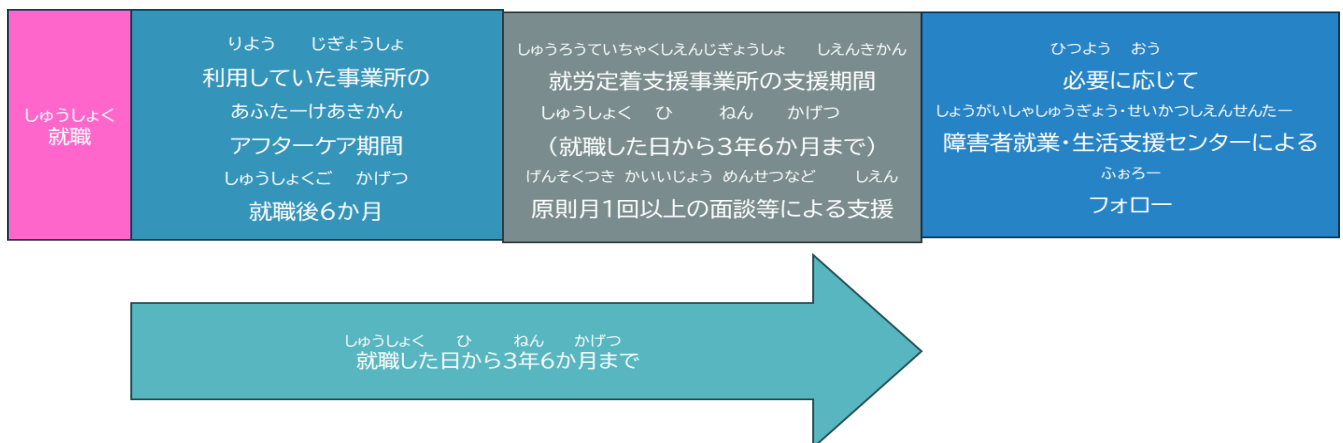 しゅうしょく
就職
りよう じぎょうしょ
利用していた事業所の
あふたーけあきかん
アフターケア期間
しゅうしょくご かげつ
就職後6か月
しゅうろうていちゃくしえんじぎょうしょ しえんきかん
就労定着支援事業所の支援期間
しゅうしょく ひ ねん かげつ
（就職した日から3年6か月まで）
げんそくつき かいいじょう めんせつなど しえん
原則月1回以上の面談等による支援
ひつよう おう
必要に応じて
しょうがいしゃしゅうぎょう・せいかつしえんせんたー
障害者就業・生活支援センターによる
ふぉろー
フォロー
しゅうしょく ひ ねん かげつ
就職した日から3年6か月まで